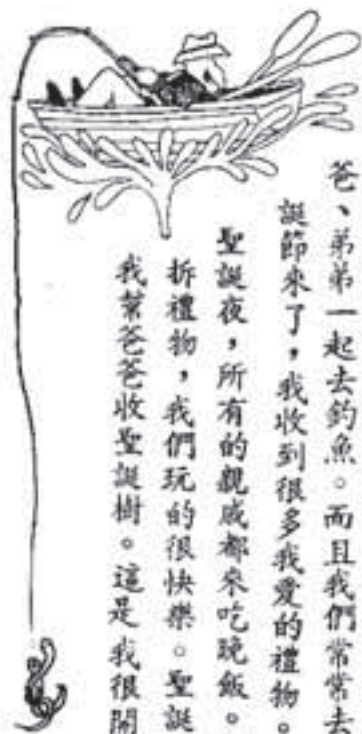 爸、弟弟一起去釣魚。而且我們常常去
誕節來了，我收到很多我愛的禮物。
聖誕夜，所有的親戚都來吃晚飯。
拆禮物，我們玩的很快樂。聖誕
我幫爸爸收聖誕樹。這是我很開